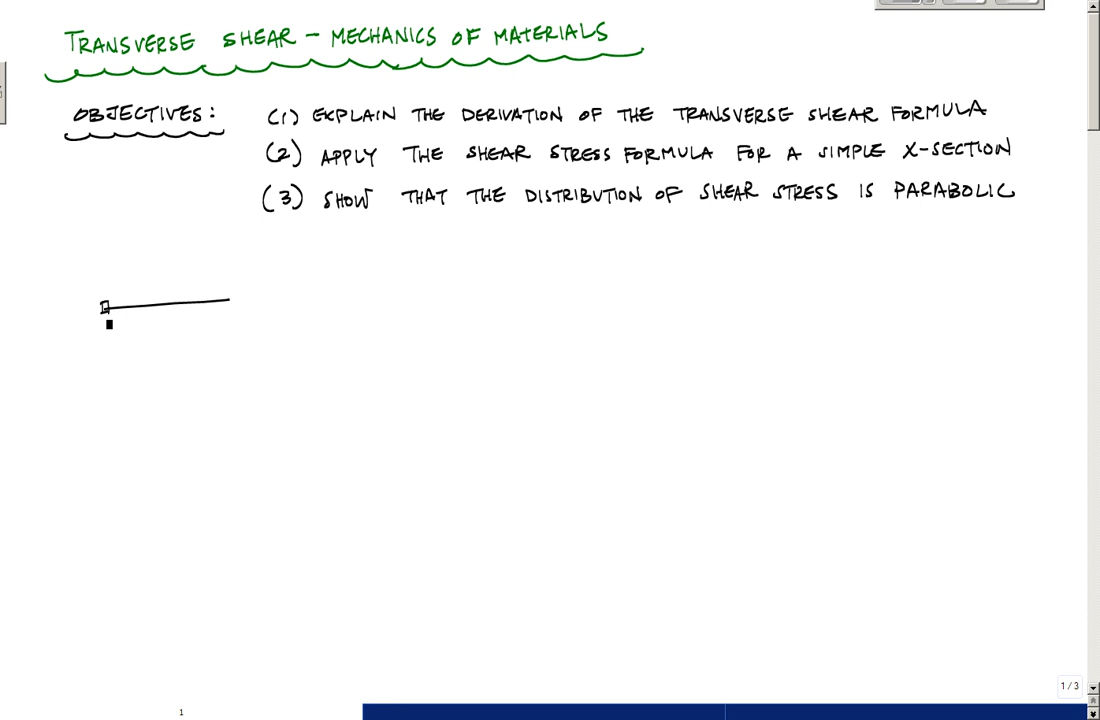 TRANSVERSE SHEAR - MECHANICS OF MATERIALS
OBJECTIVES: (1) EXPLAIN THE DERIVATION OF THE TRANSVERSE SHEAR FORMULA
(2) APPLY THE SHEAR STRESS FORMULA FOR A SIMPLE X-SECTION
(3) SHOW THAT THE DISTRIBUTION OF SHEAR STRESS IS PARABOLIC
1 / 3
1